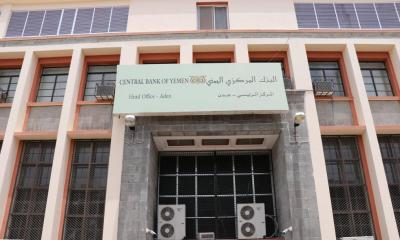 CENTRAL BANK OF YEMEN البنك المركزي اليمني
Head Office - Aden المركز الرئيسي - عدن